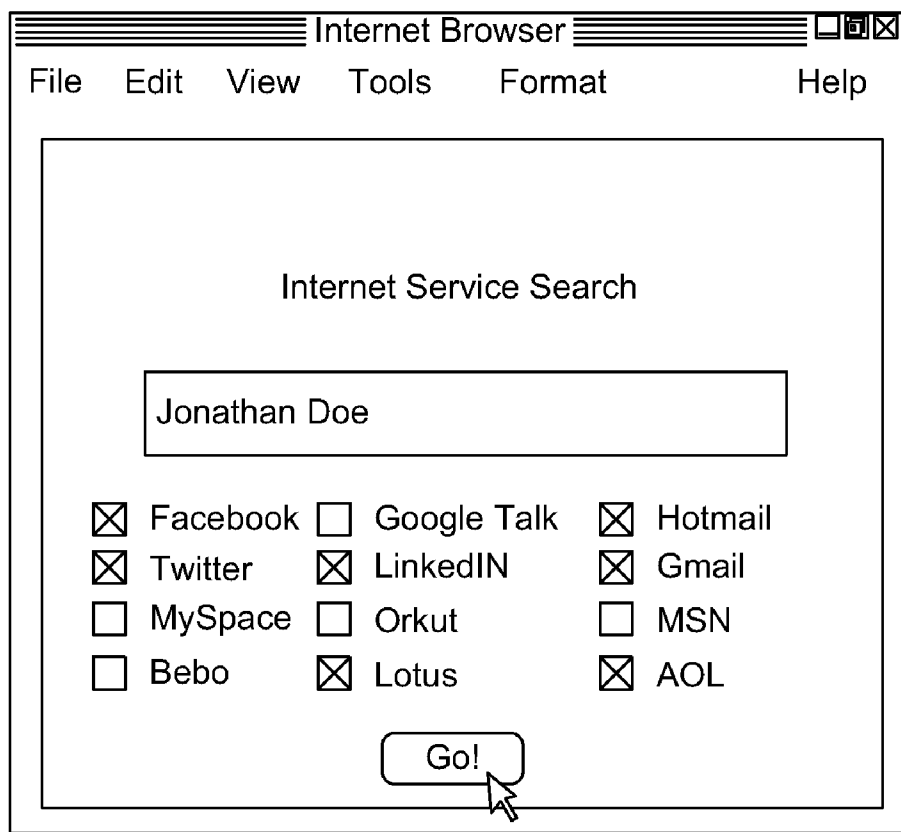 Internet Browser
File Edit View Tools Format Help
Internet Service Search
Jonathan Doe
Facebook Google Talk Hotmail
Twitter LinkedIN Gmail
MySpace Orkut MSN
Bebo Lotus AOL
Go!